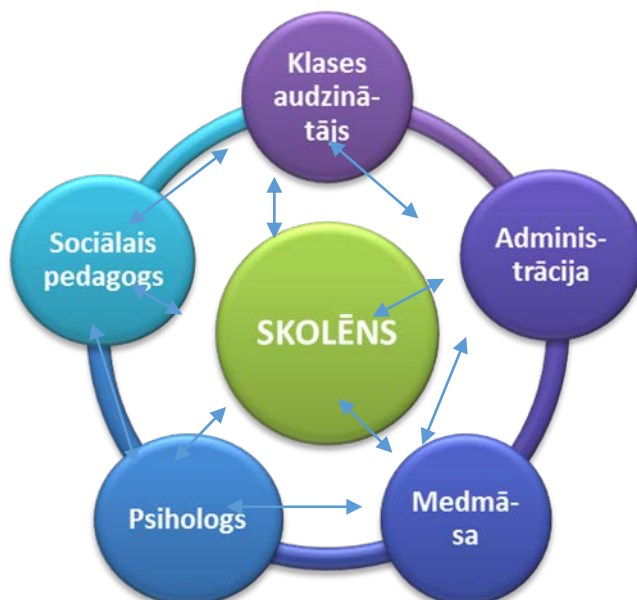 Klases
audzinā-
tājs
Sociālais
pedagogs
Adminis-
trācija
SKOLĒNS
Psihologs
Medmā-
sa